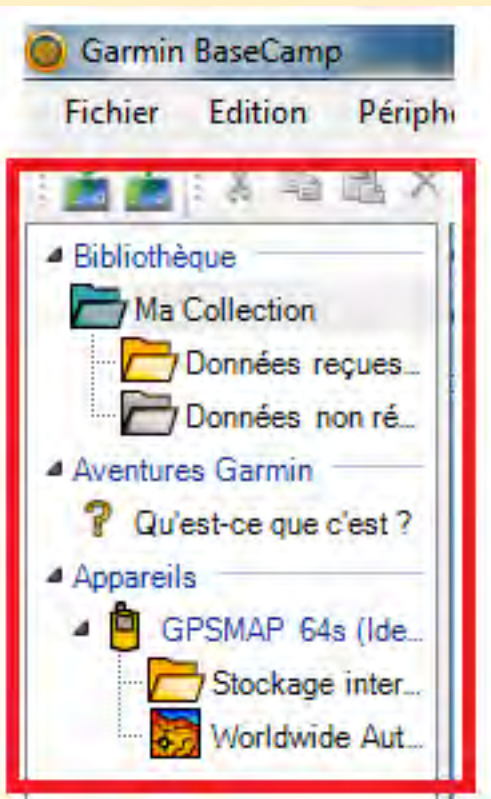 Garmin BaseCamp
Fichier Edition Périph
Bibliothèque
Ma Collection
Données reçues...
Données non ré...
Aventures Garmin
? Qu'est-ce que c'est ?
Appareils
GPSMAP 64s (Ide...
Stockage inter...
Worldwide Aut...